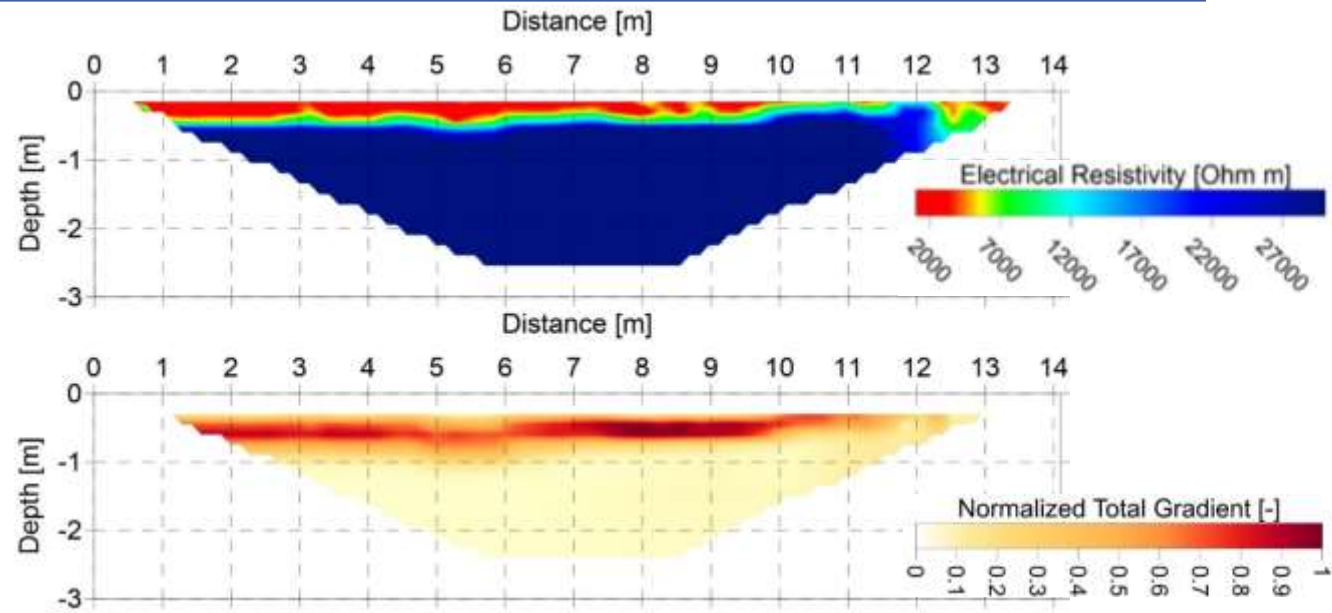 Distance [m]
0 1 2 3 4 5 6 7 8 9 10 11 12 13 14
0
-1
-2
-3
Depth [m]
Electrical Resistivity [Ohm m]
2000 7000 12000 17000 22000 27000
Distance [m]
0 1 2 3 4 5 6 7 8 9 10 11 12 13 14
0
-1
-2
-3
Depth [m]
Normalized Total Gradient [-]
0 0.1 0.2 0.3 0.4 0.5 0.6 0.7 0.8 0.9 1